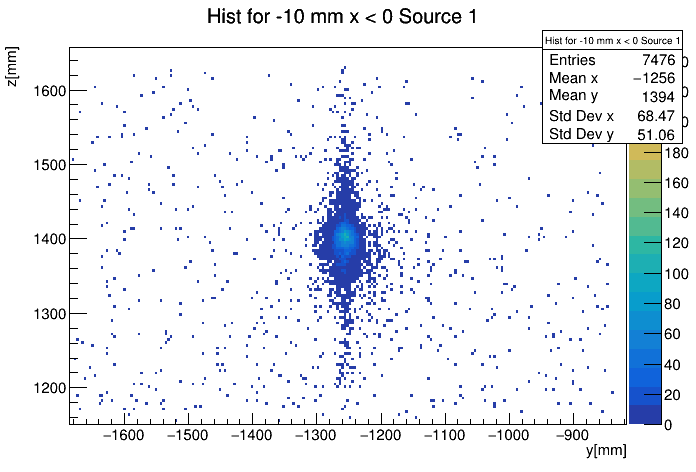 Hist for -10 mm x < 0 Source 1
z[mm]
Hist for -10 mm x < 0 Source 1
Entries 7476
Mean x −1256
Mean y 1394
Std Dev x 68.47
Std Dev y 51.06
1600
1500
1400
1300
1200
180
160
140
120
100
80
60
40
20
0
−1600 −1500 −1400 −1300 −1200 −1100 −1000 −900
y[mm]